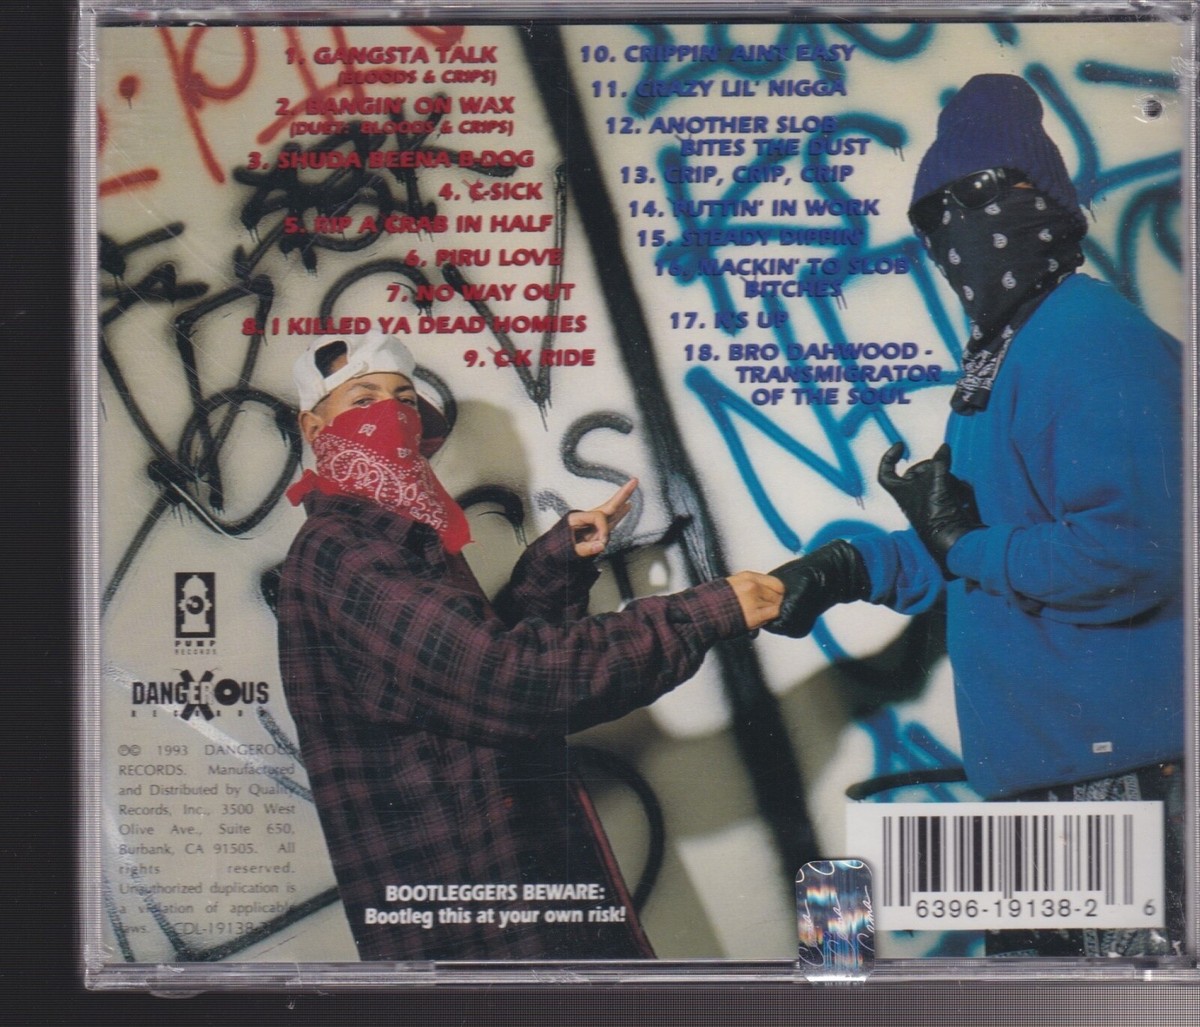 1. GANGSTA TALK
(BLOODS & CRIPS)
2. BANGIN' ON WAX
(DUET: BLOODS & CRIPS)
3. SHUDA BEENA B-DOG
4. C-SICK
5. RIP A CRAB IN HALF
6. PIRU LOVE
7. NO WAY OUT
8. I KILLED YA DEAD HOMIES
9. C-K RIDE
10. CRIPPIN' AINT EASY
11. CRAZY LIL' NIGGA
12. ANOTHER SLOB
BITES THE DUST
13. CRIP, CRIP, CRIP
14. PUTTIN' IN WORK
15. STEADY DIPPIN'
16. MACKIN' TO SLOB
BITCHES
17. K'S UP
18. BRO DAHWOOD -
TRANSMIGRATOR
OF THE SOUL
PUMP
RECORDS
DANGEROUS
RECORDS
℗© 1993 DANGEROUS
RECORDS. Manufactured
and Distributed by Quality
Records, Inc., 3500 West
Olive Ave., Suite 650,
Burbank, CA 91505. All
rights reserved.
Unauthorized duplication is
a violation of applicable
laws. CDL-19138-2
BOOTLEGGERS BEWARE:
Bootleg this at your own risk!
6396-19138-2 6